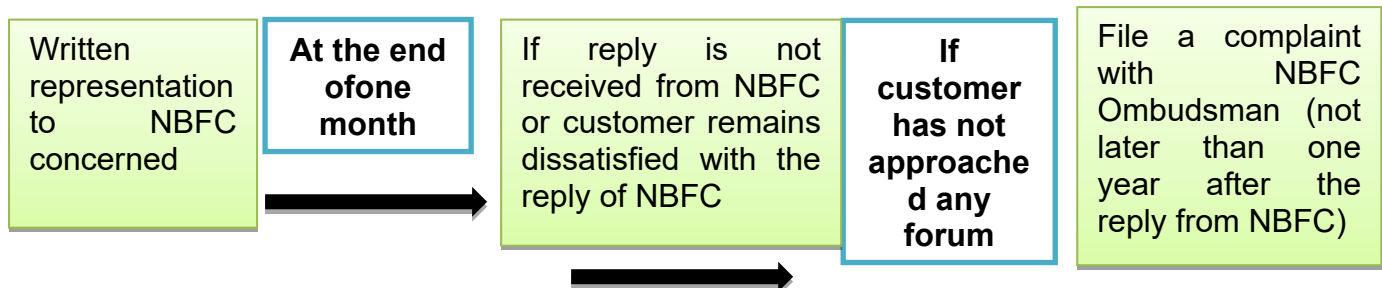 Written
representation
to NBFC
concerned
At the end
ofone
month
If reply is not
received from NBFC
or customer remains
dissatisfied with the
reply of NBFC
If
customer
has not
approache
d any
forum
File a complaint
with NBFC
Ombudsman (not
later than one
year after the
reply from NBFC)